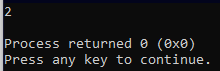 2
Process returned 0 (0x0)
Press any key to continue.